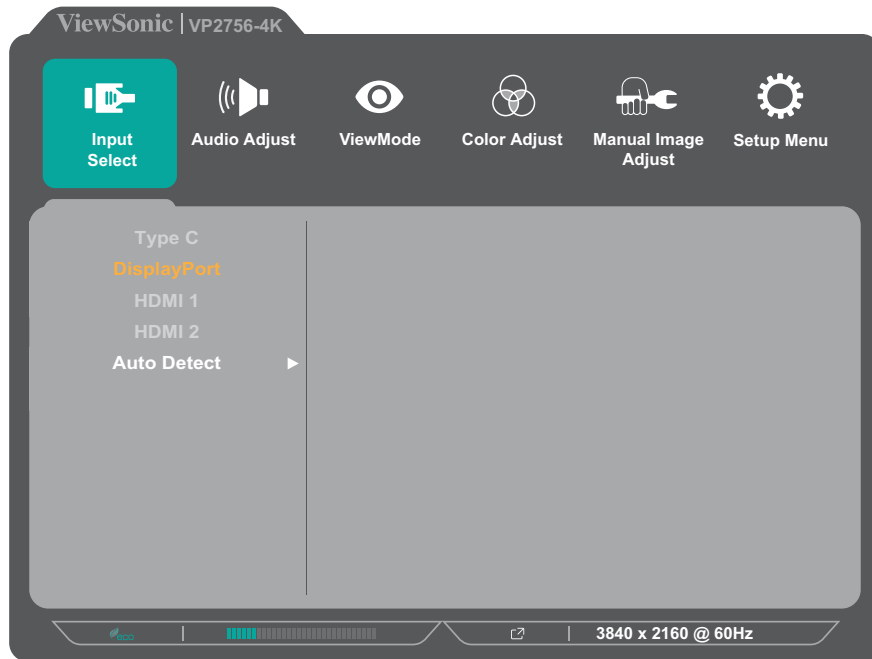 ViewSonic | VP2756-4K
Input
Select
Audio Adjust
ViewMode
Color Adjust
Manual Image
Adjust
Setup Menu
Type C
DisplayPort
HDMI 1
HDMI 2
Auto Detect
eco
3840 x 2160 @ 60Hz